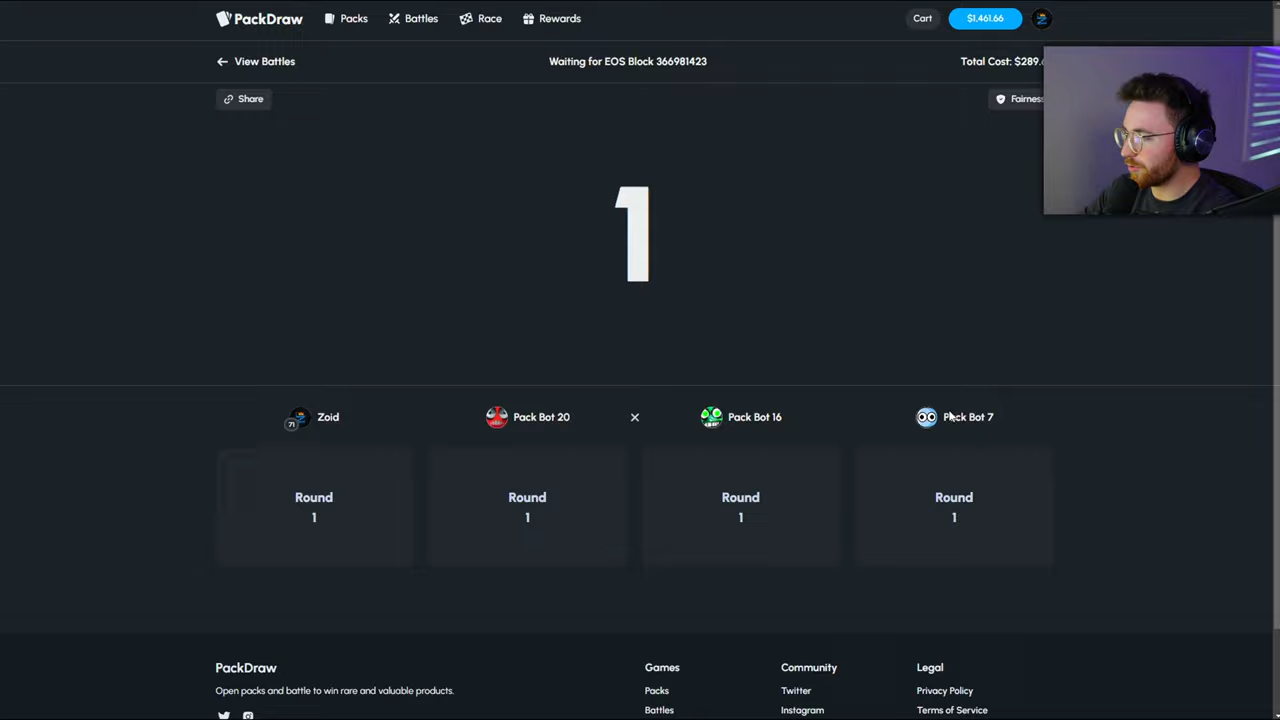 PackDraw
Packs
Battles
Race
Rewards
Cart
$1,461.66
View Battles
Waiting for EOS Block 366981423
Total Cost: $289.
Share
Fairness
1
71
Zoid
Pack Bot 20
Pack Bot 16
Pack Bot 7
Round
1
Round
1
Round
1
Round
1
PackDraw
Open packs and battle to win rare and valuable products.
Games
Packs
Battles
Community
Twitter
Instagram
Legal
Privacy Policy
Terms of Service